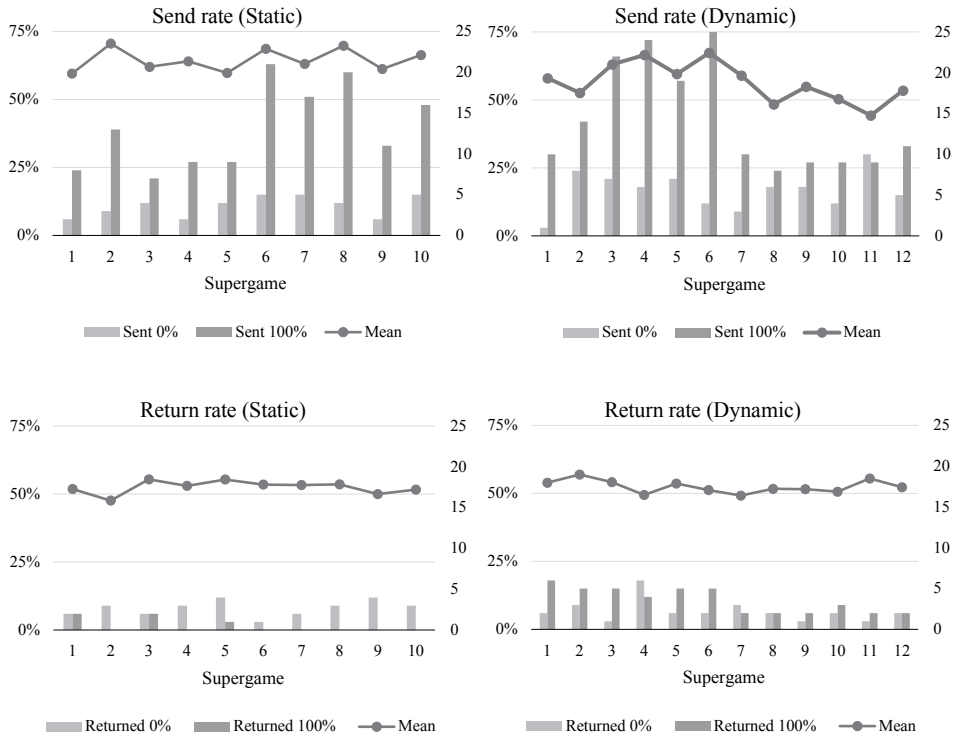 Send rate (Static)
75% 25
20
50% 15
25% 10
5
0% 0
1 2 3 4 5 6 7 8 9 10
Supergame
Sent 0% Sent 100% Mean
Send rate (Dynamic)
75% 25
20
50% 15
25% 10
5
0% 0
1 2 3 4 5 6 7 8 9 10 11 12
Supergame
Sent 0% Sent 100% Mean
Return rate (Static)
75% 25
20
50% 15
25% 10
5
0% 0
1 2 3 4 5 6 7 8 9 10
Supergame
Returned 0% Returned 100% Mean
Return rate (Dynamic)
75% 25
20
50% 15
25% 10
5
0% 0
1 2 3 4 5 6 7 8 9 10 11 12
Supergame
Returned 0% Returned 100% Mean